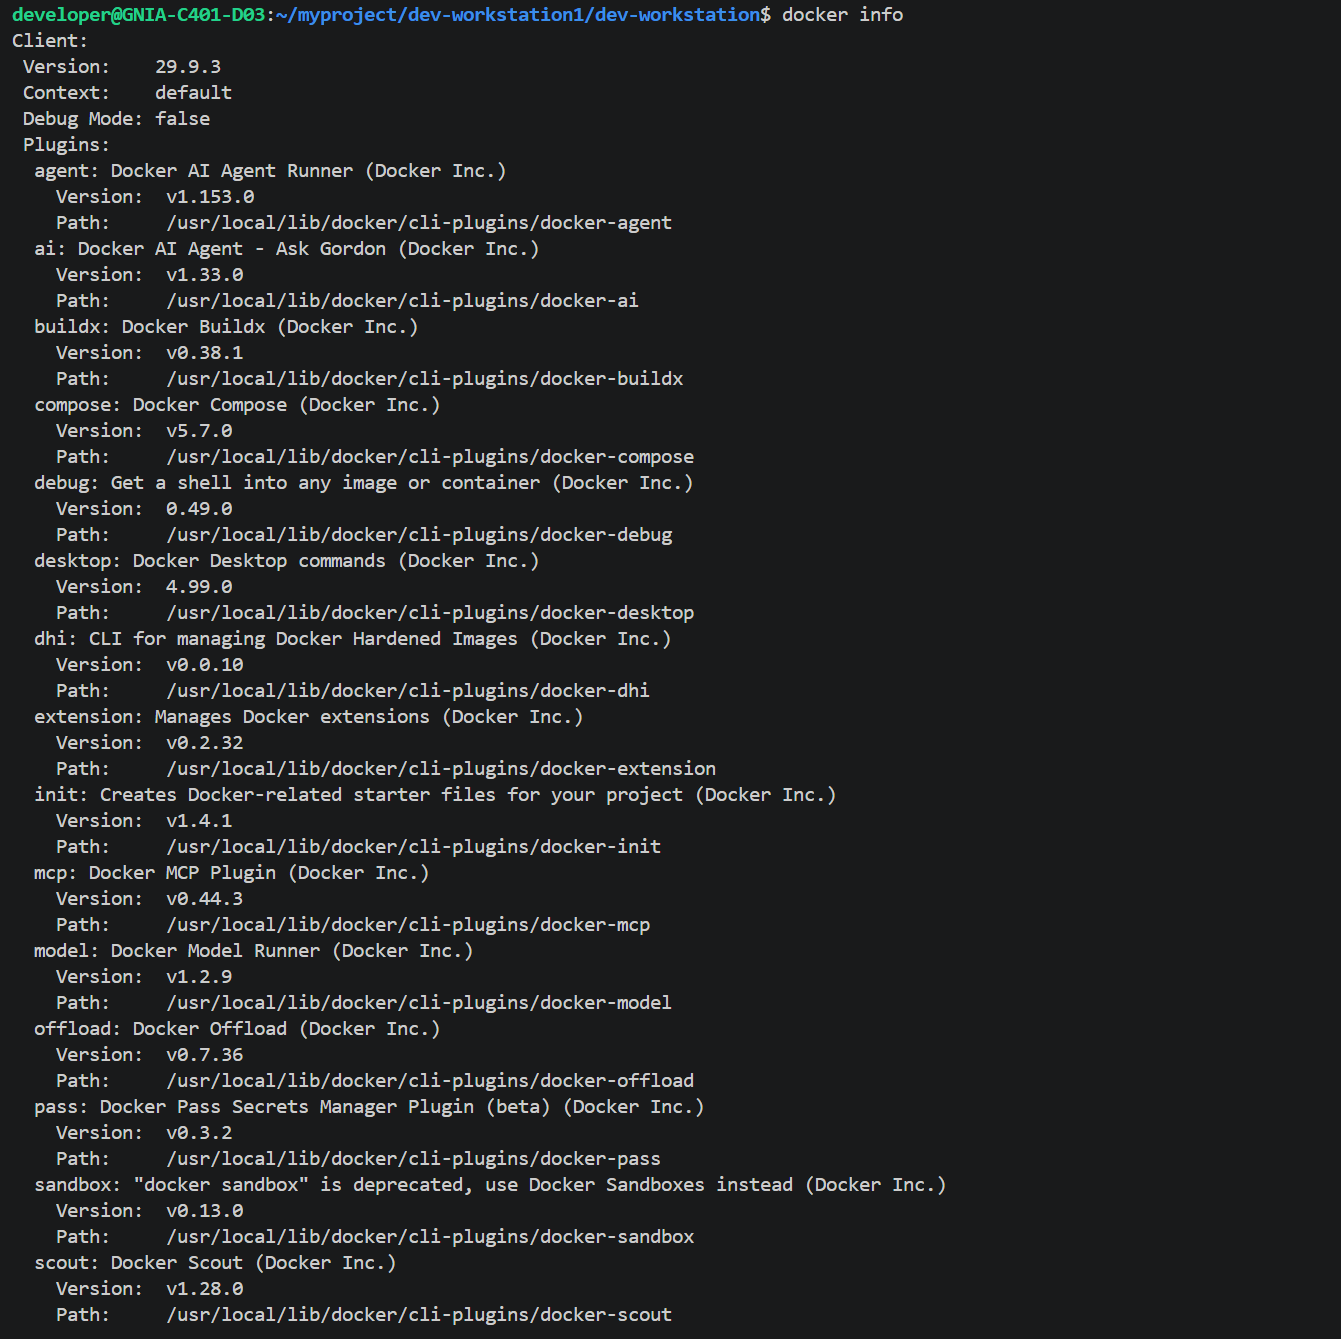 developer@GNIA-C401-D03:~/myproject/dev-workstation1/dev-workstation$ docker info
Client:
 Version:    29.9.3
 Context:    default
 Debug Mode: false
 Plugins:
  agent: Docker AI Agent Runner (Docker Inc.)
    Version:  v1.153.0
    Path:     /usr/local/lib/docker/cli-plugins/docker-agent
  ai: Docker AI Agent - Ask Gordon (Docker Inc.)
    Version:  v1.33.0
    Path:     /usr/local/lib/docker/cli-plugins/docker-ai
  buildx: Docker Buildx (Docker Inc.)
    Version:  v0.38.1
    Path:     /usr/local/lib/docker/cli-plugins/docker-buildx
  compose: Docker Compose (Docker Inc.)
    Version:  v5.7.0
    Path:     /usr/local/lib/docker/cli-plugins/docker-compose
  debug: Get a shell into any image or container (Docker Inc.)
    Version:  0.49.0
    Path:     /usr/local/lib/docker/cli-plugins/docker-debug
  desktop: Docker Desktop commands (Docker Inc.)
    Version:  4.99.0
    Path:     /usr/local/lib/docker/cli-plugins/docker-desktop
  dhi: CLI for managing Docker Hardened Images (Docker Inc.)
    Version:  v0.0.10
    Path:     /usr/local/lib/docker/cli-plugins/docker-dhi
  extension: Manages Docker extensions (Docker Inc.)
    Version:  v0.2.32
    Path:     /usr/local/lib/docker/cli-plugins/docker-extension
  init: Creates Docker-related starter files for your project (Docker Inc.)
    Version:  v1.4.1
    Path:     /usr/local/lib/docker/cli-plugins/docker-init
  mcp: Docker MCP Plugin (Docker Inc.)
    Version:  v0.44.3
    Path:     /usr/local/lib/docker/cli-plugins/docker-mcp
  model: Docker Model Runner (Docker Inc.)
    Version:  v1.2.9
    Path:     /usr/local/lib/docker/cli-plugins/docker-model
  offload: Docker Offload (Docker Inc.)
    Version:  v0.7.36
    Path:     /usr/local/lib/docker/cli-plugins/docker-offload
  pass: Docker Pass Secrets Manager Plugin (beta) (Docker Inc.)
    Version:  v0.3.2
    Path:     /usr/local/lib/docker/cli-plugins/docker-pass
  sandbox: "docker sandbox" is deprecated, use Docker Sandboxes instead (Docker Inc.)
    Version:  v0.13.0
    Path:     /usr/local/lib/docker/cli-plugins/docker-sandbox
  scout: Docker Scout (Docker Inc.)
    Version:  v1.28.0
    Path:     /usr/local/lib/docker/cli-plugins/docker-scout